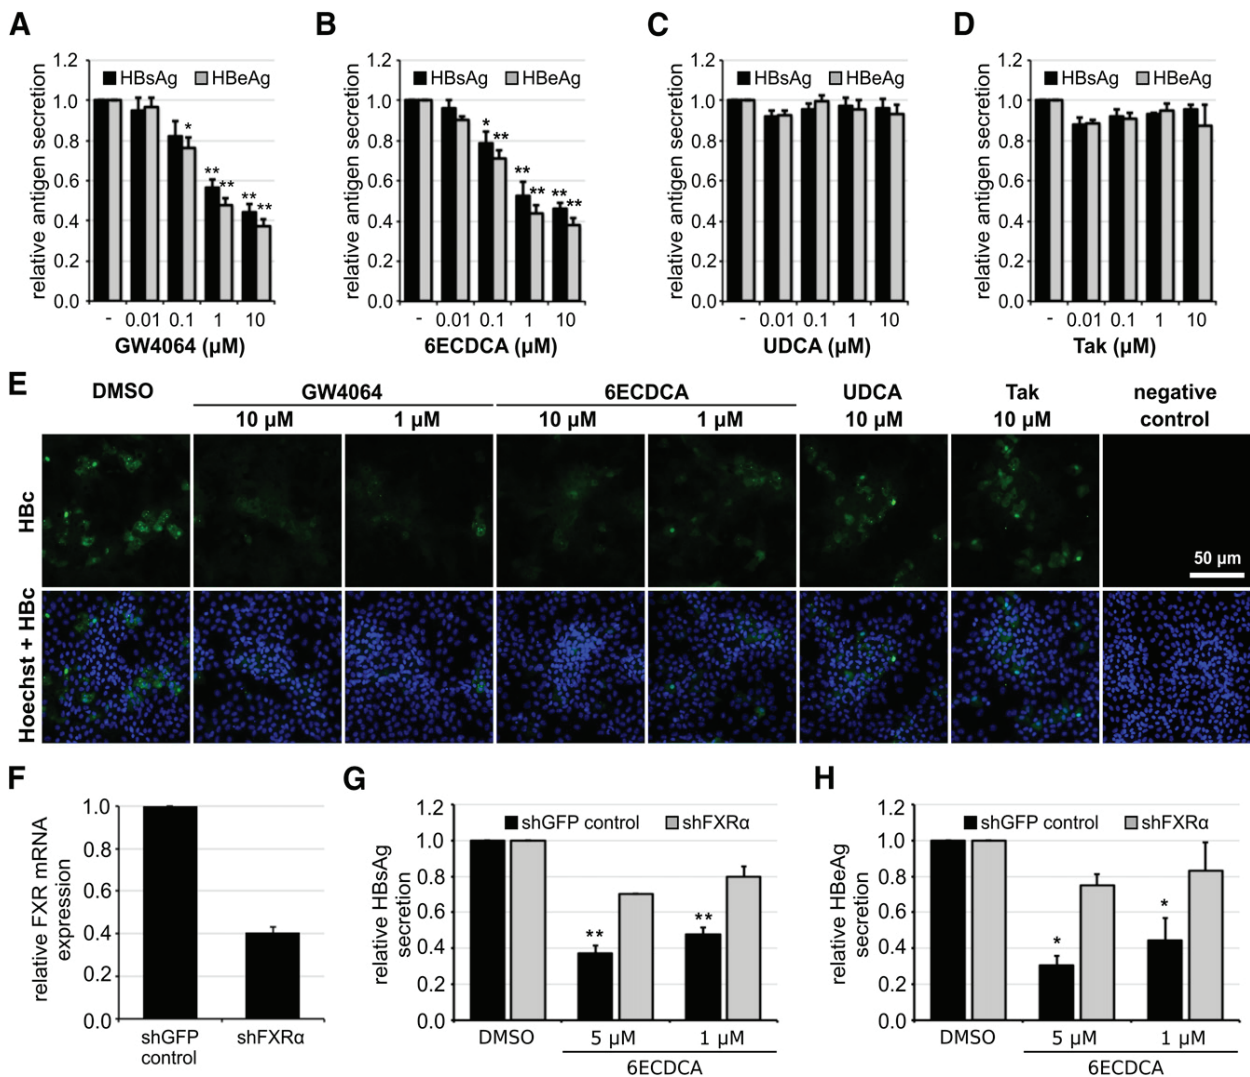 A B C D
1.2 1.2 1.2 1.2
HBsAg HBeAg HBsAg HBeAg HBsAg HBeAg HBsAg HBeAg
1.0 1.0 1.0 1.0
0.8 * 0.8 * ** 0.8 0.8
0.6 ** ** 0.6 ** ** 0.6 0.6
0.4 ** ** 0.4 ** ** 0.4 0.4
0.2 0.2 0.2 0.2
0.0 0.0 0.0 0.0
relative antigen secretion relative antigen secretion relative antigen secretion relative antigen secretion
- 0.01 0.1 1 10 - 0.01 0.1 1 10 - 0.01 0.1 1 10 - 0.01 0.1 1 10
GW4064 (µM) 6ECDCA (µM) UDCA (µM) Tak (µM)
E DMSO GW4064 6ECDCA UDCA Tak negative
10 µM 1 µM 10 µM 1 µM 10 µM 10 µM control
HBc
50 µm
Hoechst + HBc
F G H
1.0 1.2 1.2
shGFP control shFXRα shGFP control shFXRα
0.8 1.0 1.0
0.6 0.8 0.8
0.4 0.6 ** ** 0.6 * *
0.2 0.4 0.4
0.0 0.2 0.2
0.0 0.0
relative FXR mRNA
expression
relative HBsAg
secretion
relative HBeAg
secretion
shGFP
control
shFXRα
DMSO 5 µM 1 µM DMSO 5 µM 1 µM
6ECDCA 6ECDCA